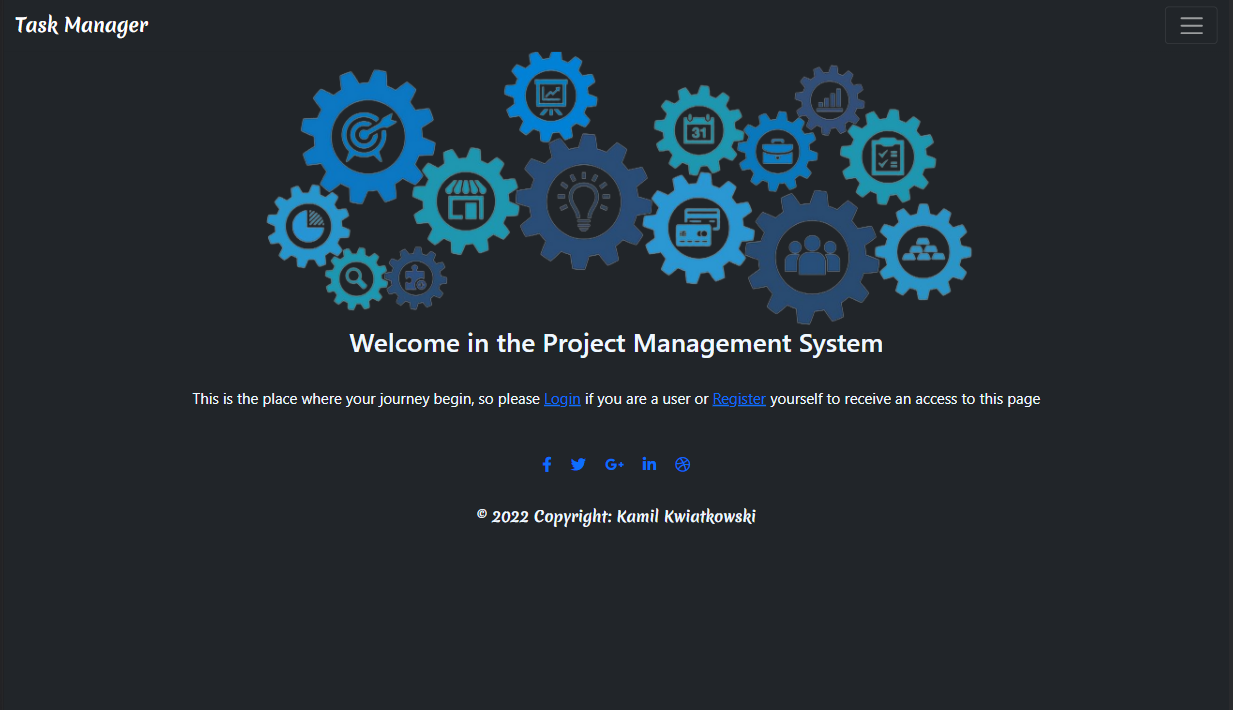 Task Manager
31
Welcome in the Project Management System
This is the place where your journey begin, so please Login if you are a user or Register yourself to receive an access to this page
G+ in
© 2022 Copyright: Kamil Kwiatkowski